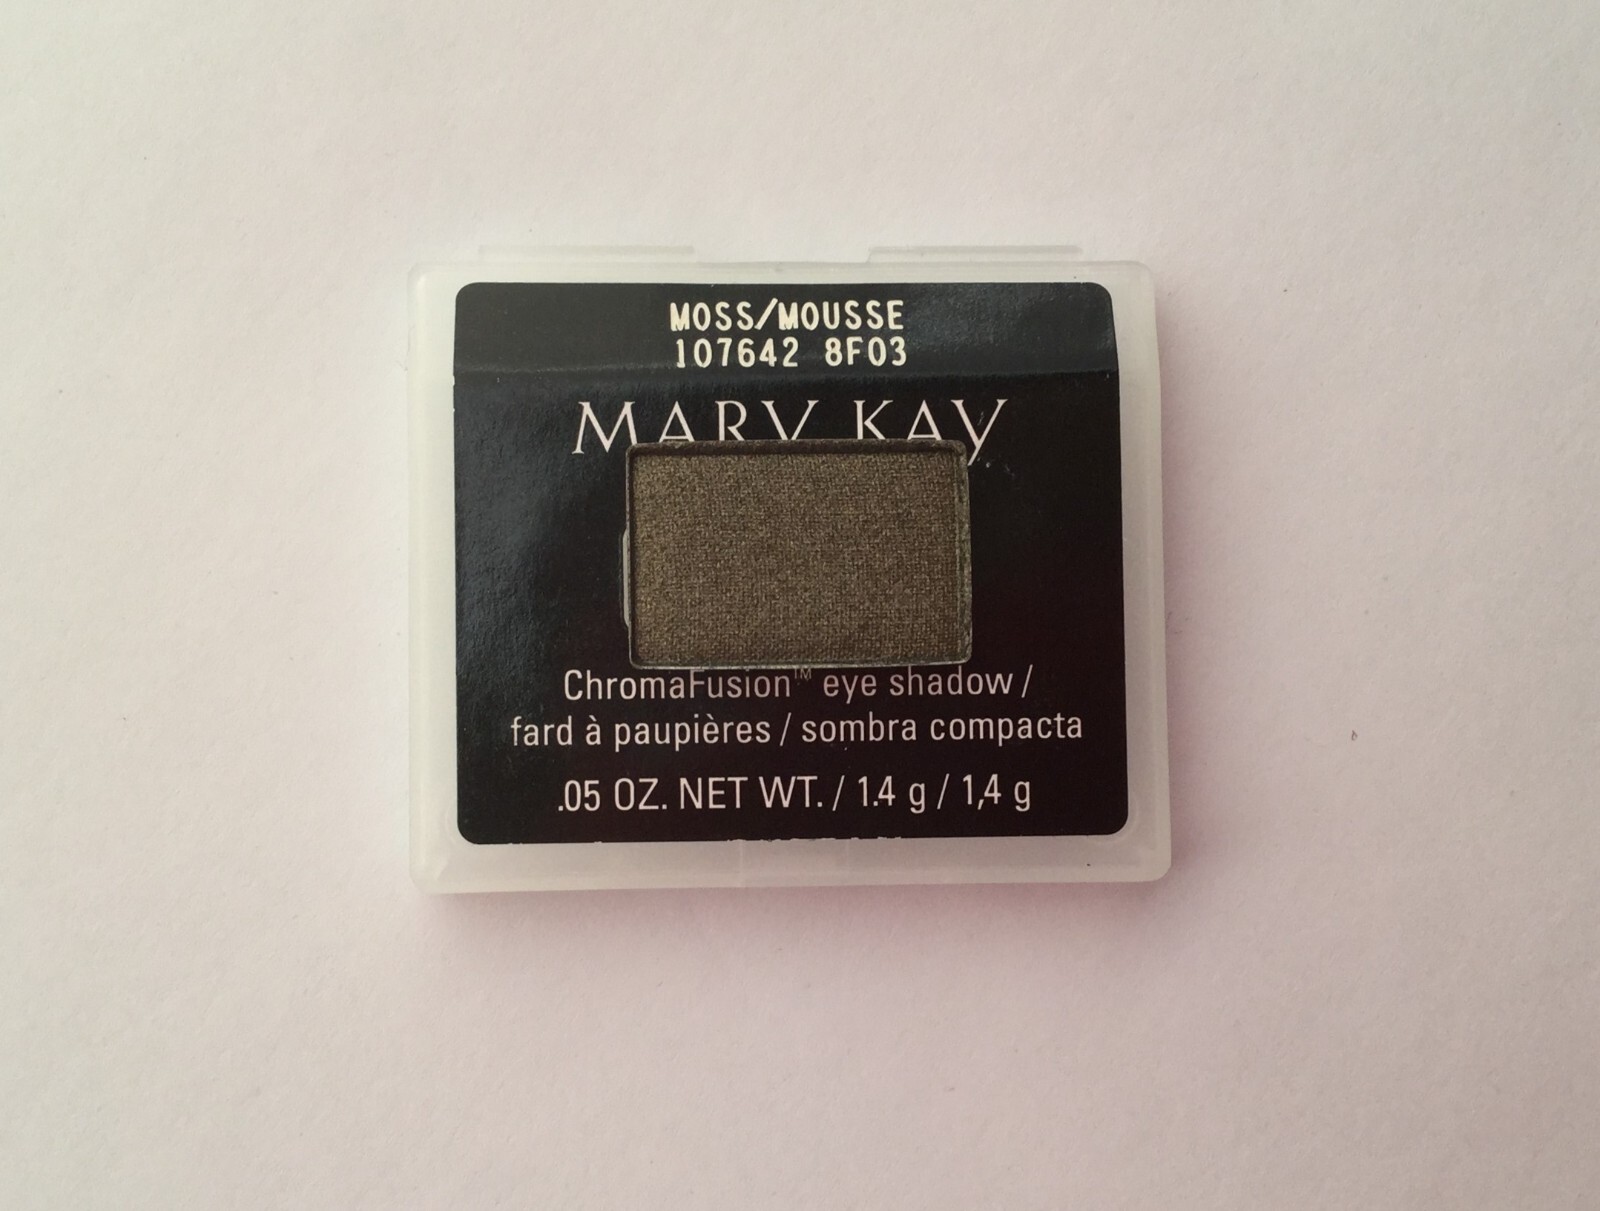 MOSS/MOUSSE
107642 8F03
MARY KAY
ChromaFusion™ eye shadow /
fard à paupières / sombra compacta
.05 OZ. NET WT. / 1.4 g / 1,4 g